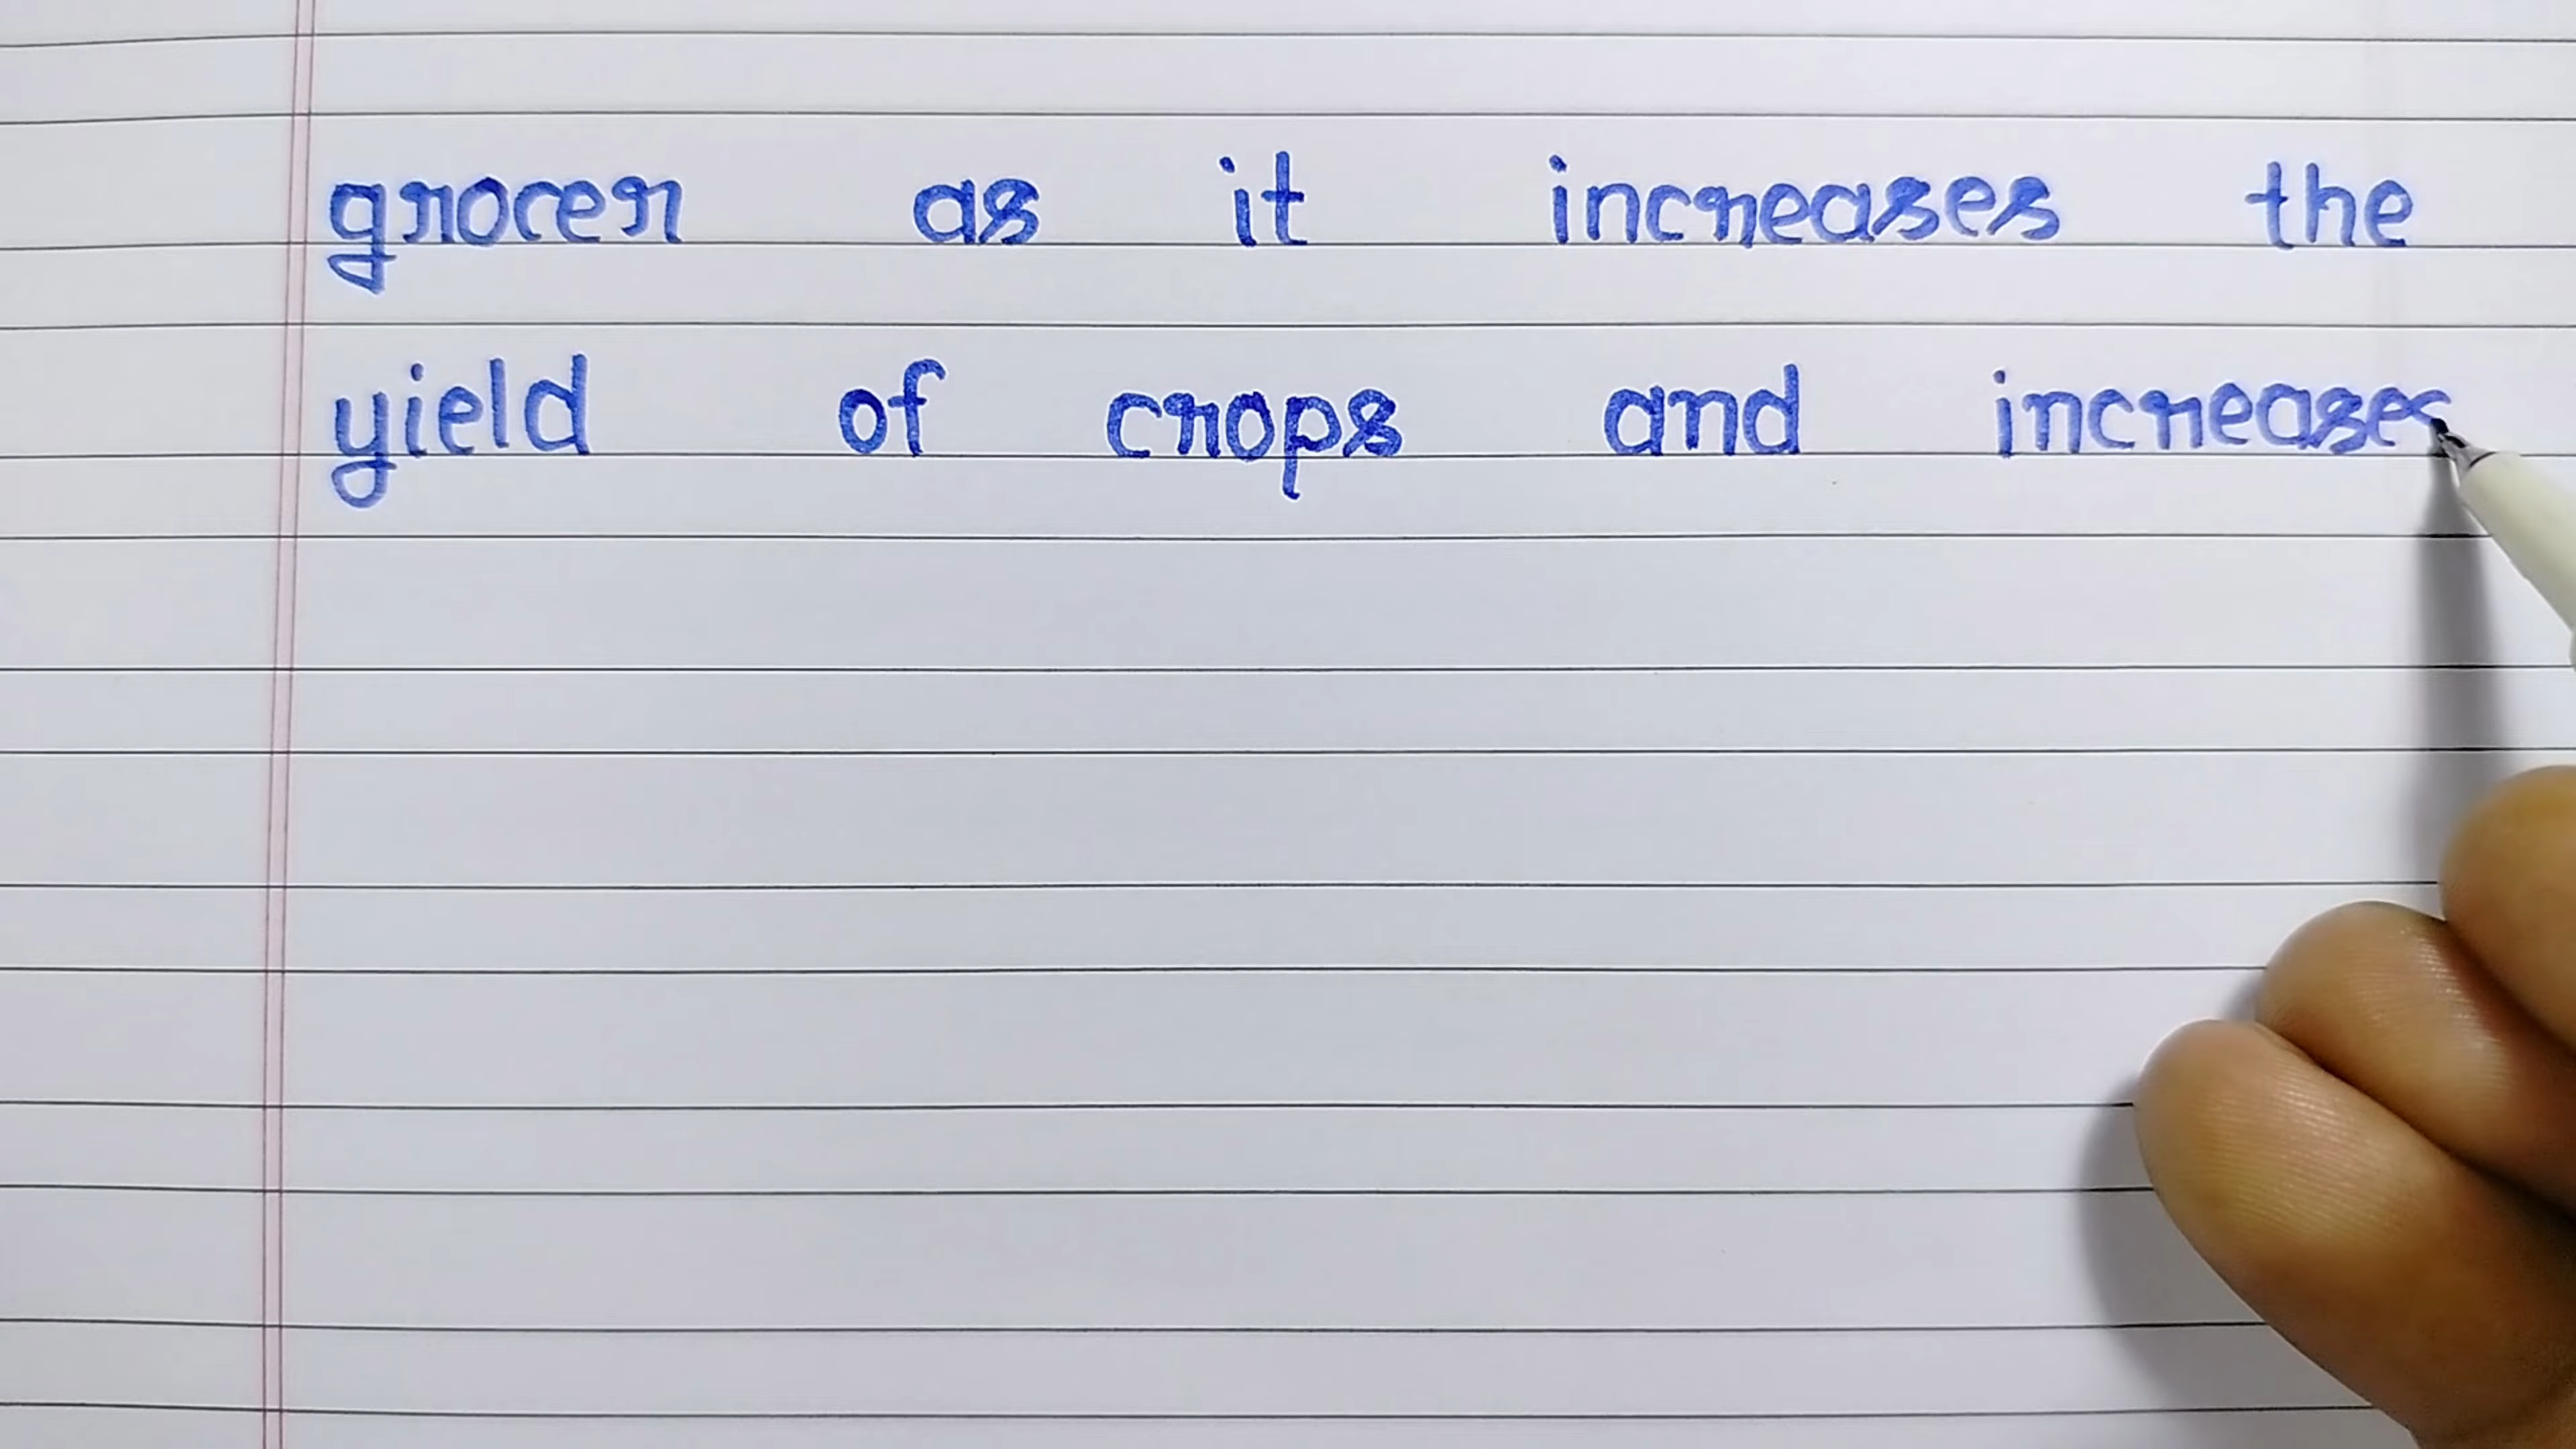 grocer as it increases the
yield of crops and increases